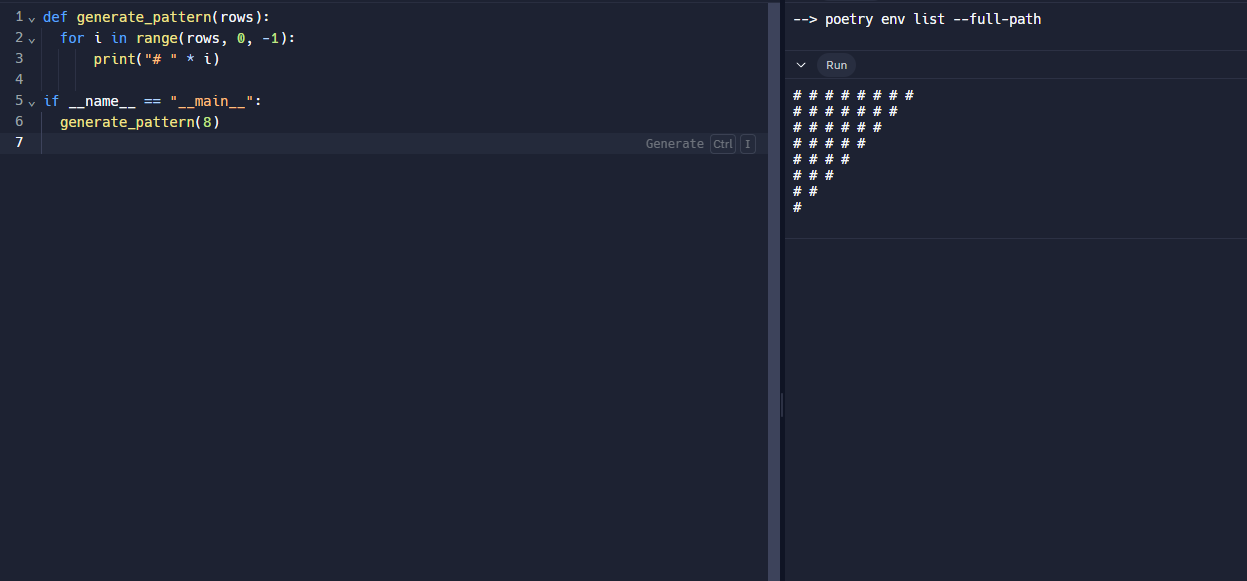 1 def generate_pattern(rows):
2   for i in range(rows, 0, -1):
3       print("# " * i)
4
5 if __name__ == "__main__":
6   generate_pattern(8)
7
Generate Ctrl I
--> poetry env list --full-path
Run
# # # # # # # #
# # # # # # #
# # # # # #
# # # # #
# # # #
# # #
# #
#